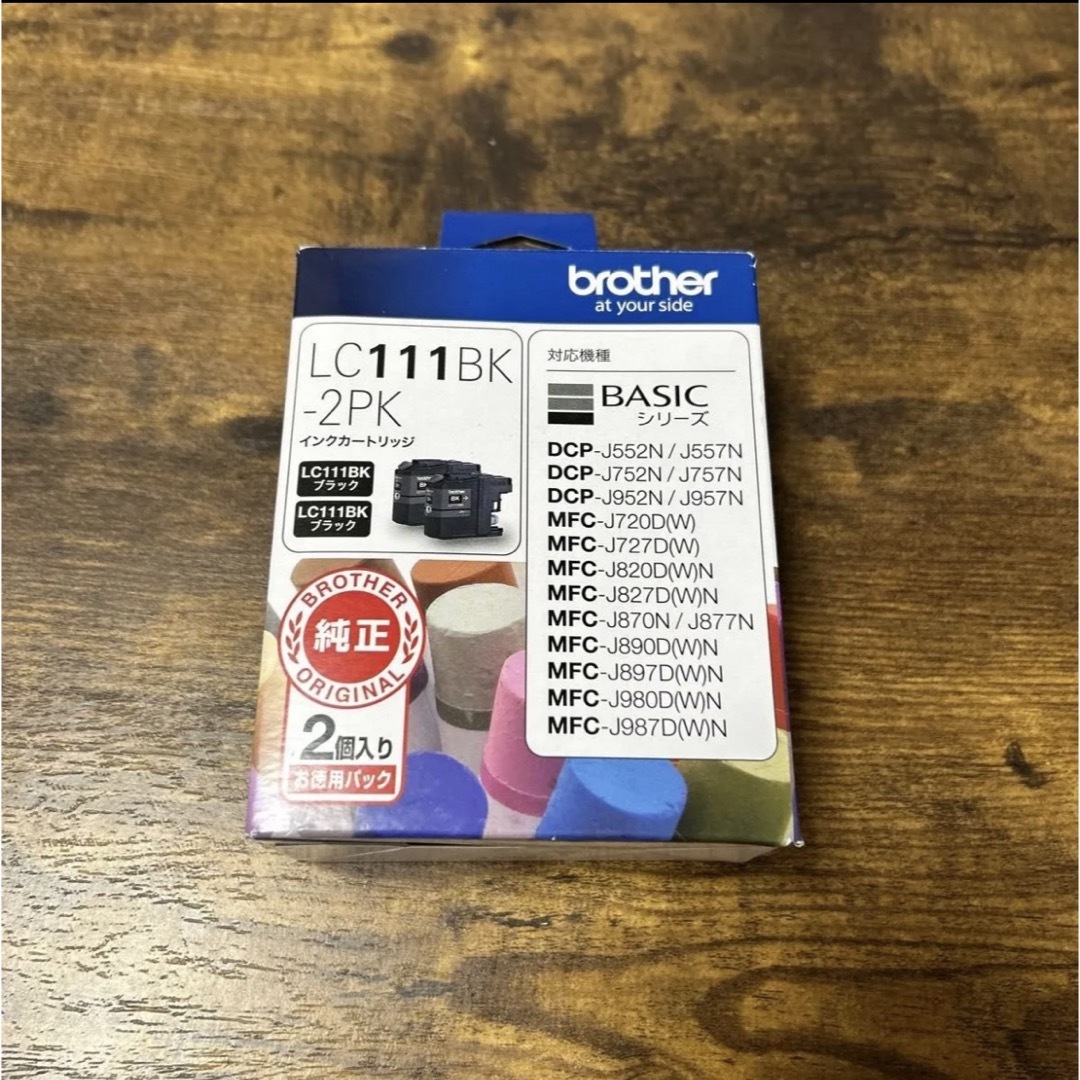 brother
at your side
LC111BK
-2PK
インクカートリッジ
LC111BK
ブラック
LC111BK
ブラック
BK
対応機種
BASIC
シリーズ
DCP-J552N / J557N
DCP-J752N / J757N
DCP-J952N / J957N
MFC-J720D(W)
MFC-J727D(W)
MFC-J820D(W)N
MFC-J827D(W)N
MFC-J870N / J877N
MFC-J890D(W)N
MFC-J897D(W)N
MFC-J980D(W)N
MFC-J987D(W)N
BROTHER
純正
ORIGINAL
2個入り
お徳用パック